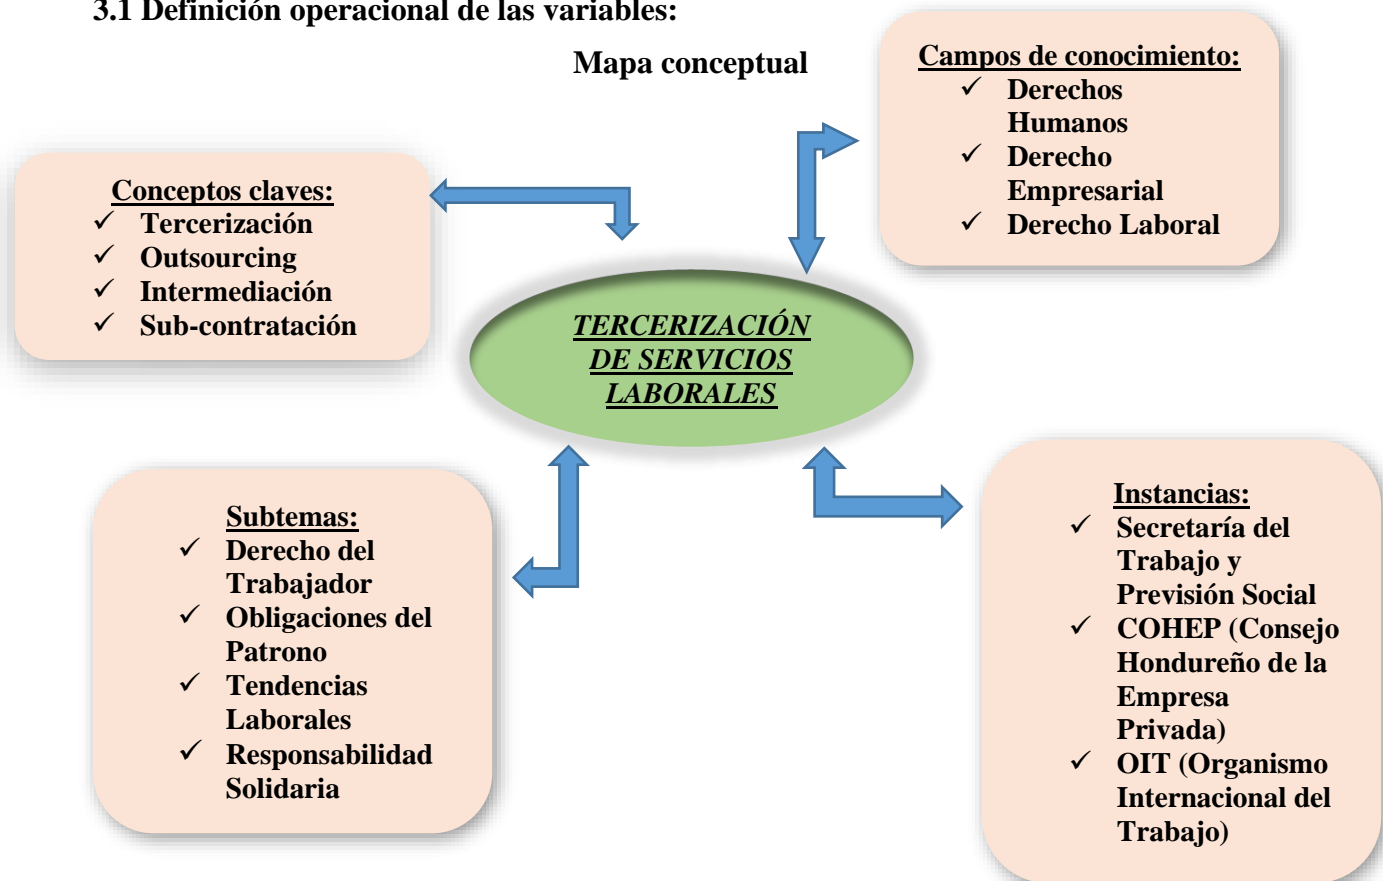 3.1 Definición operacional de las variables:
Mapa conceptual
Campos de conocimiento:
✓ Derechos
Humanos
✓ Derecho
Empresarial
✓ Derecho Laboral
Conceptos claves:
✓ Tercerización
✓ Outsourcing
✓ Intermediación
✓ Sub-contratación
TERCERIZACIÓN
DE SERVICIOS
LABORALES
Subtemas:
✓ Derecho del
Trabajador
✓ Obligaciones del
Patrono
✓ Tendencias
Laborales
✓ Responsabilidad
Solidaria
Instancias:
✓ Secretaría del
Trabajo y
Previsión Social
✓ COHEP (Consejo
Hondureño de la
Empresa
Privada)
✓ OIT (Organismo
Internacional del
Trabajo)